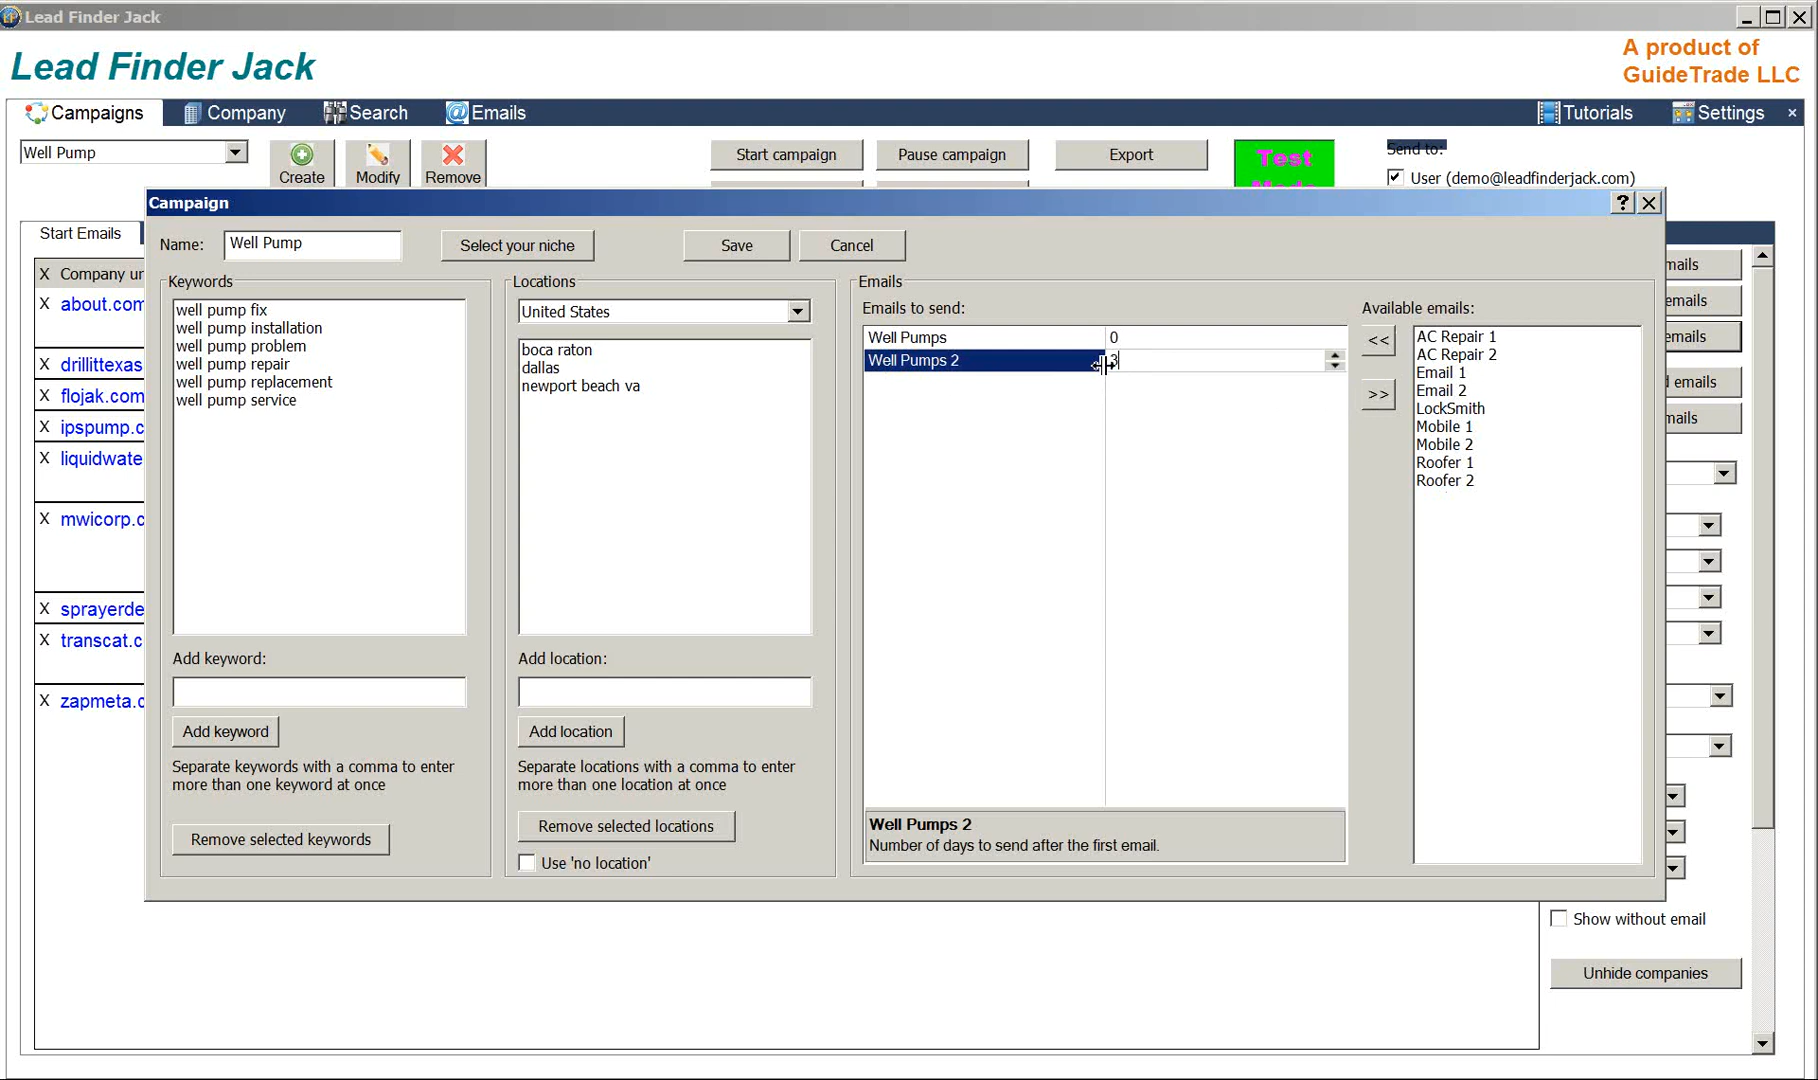 Lead Finder Jack
Lead Finder Jack
A product of
GuideTrade LLC
Campaigns
Company
Search
Emails
Tutorials
Settings
×
Well Pump
Create
Modify
Remove
Start campaign
Pause campaign
Export
Test
Mode
Send to:
User (demo@leadfinderjack.com)
Campaign
?
Start Emails
Name:
Well Pump
Select your niche
Save
Cancel
X Company ur
X about.com
X drillittexas
X flojak.com
X ipspump.c
X liquidwate
X mwicorp.c
X sprayerde
X transcat.c
X zapmeta.c
Keywords
well pump fix
well pump installation
well pump problem
well pump repair
well pump replacement
well pump service
Add keyword:
Add keyword
Separate keywords with a comma to enter
more than one keyword at once
Remove selected keywords
Locations
United States
boca raton
dallas
newport beach va
Add location:
Add location
Separate locations with a comma to enter
more than one location at once
Remove selected locations
Use 'no location'
Emails
Emails to send:
Well Pumps 0
Well Pumps 2 3
Well Pumps 2
Number of days to send after the first email.
<<
>>
Available emails:
AC Repair 1
AC Repair 2
Email 1
Email 2
LockSmith
Mobile 1
Mobile 2
Roofer 1
Roofer 2
mails
emails
emails
d emails
mails
Show without email
Unhide companies